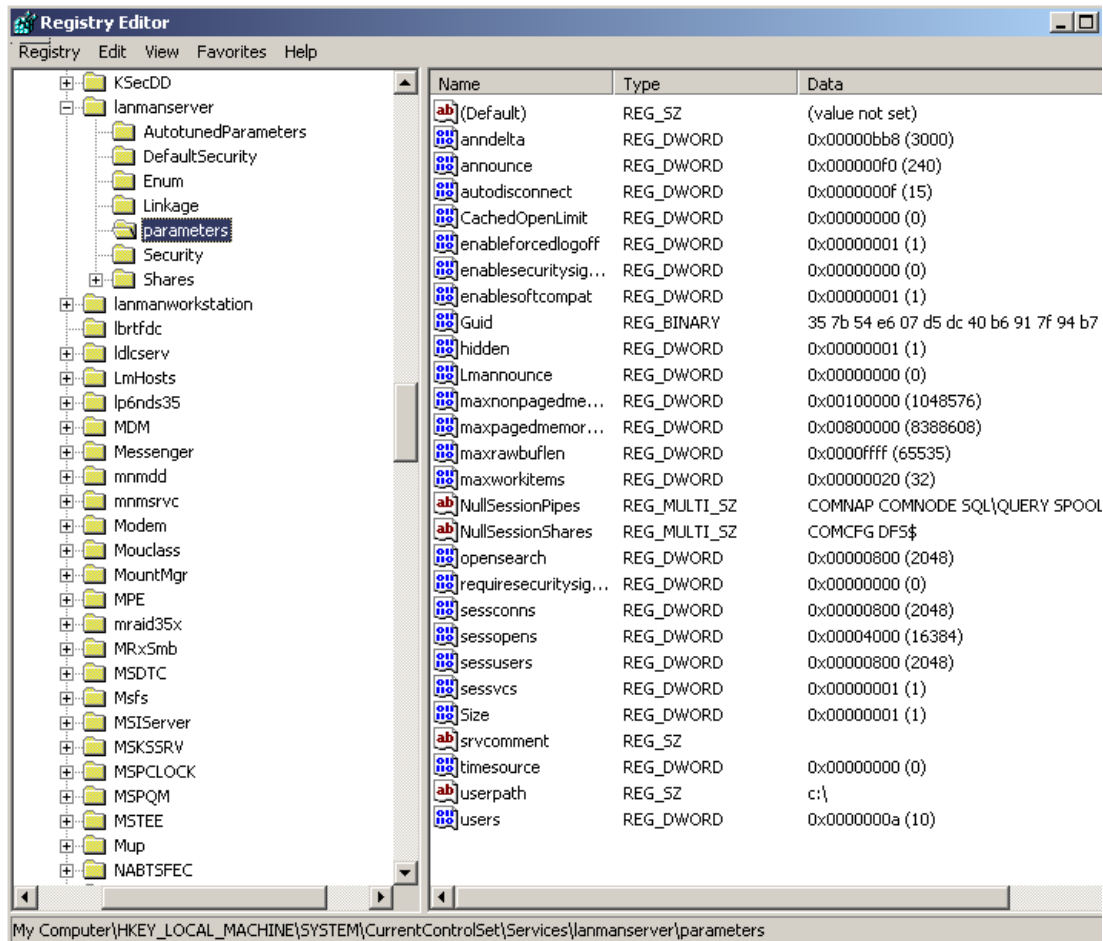 Registry Editor
Registry Edit View Favorites Help
KSecDD
lanmanserver
AutotunedParameters
DefaultSecurity
Enum
Linkage
parameters
Security
Shares
lanmanworkstation
lbrtfdc
ldlcserv
LmHosts
lp6nds35
MDM
Messenger
mnmdd
mnmsrvc
Modem
Mouclass
MountMgr
MPE
mraid35x
MRxSmb
MSDTC
Msfs
MSIServer
MSKSSRV
MSPCLOCK
MSPQM
MSTEE
Mup
NABTSFEC
Name Type Data
(Default) REG_SZ (value not set)
anndelta REG_DWORD 0x00000bb8 (3000)
announce REG_DWORD 0x000000f0 (240)
autodisconnect REG_DWORD 0x0000000f (15)
CachedOpenLimit REG_DWORD 0x00000000 (0)
enableforcedlogoff REG_DWORD 0x00000001 (1)
enablesecuritysig... REG_DWORD 0x00000000 (0)
enablesoftcompat REG_DWORD 0x00000001 (1)
Guid REG_BINARY 35 7b 54 e6 07 d5 dc 40 b6 91 7f 94 b7
hidden REG_DWORD 0x00000001 (1)
Lmannounce REG_DWORD 0x00000000 (0)
maxnonpagedme... REG_DWORD 0x00100000 (1048576)
maxpagedmemor... REG_DWORD 0x00800000 (8388608)
maxrawbuflen REG_DWORD 0x0000ffff (65535)
maxworkitems REG_DWORD 0x00000020 (32)
NullSessionPipes REG_MULTI_SZ COMNAP COMNODE SQL\QUERY SPOOL
NullSessionShares REG_MULTI_SZ COMCFG DFS$
opensearch REG_DWORD 0x00000800 (2048)
requiresecuritysig... REG_DWORD 0x00000000 (0)
sessconns REG_DWORD 0x00000800 (2048)
sessopens REG_DWORD 0x00004000 (16384)
sessusers REG_DWORD 0x00000800 (2048)
sessvcs REG_DWORD 0x00000001 (1)
Size REG_DWORD 0x00000001 (1)
srvcomment REG_SZ
timesource REG_DWORD 0x00000000 (0)
userpath REG_SZ c:\
users REG_DWORD 0x0000000a (10)
My Computer\HKEY_LOCAL_MACHINE\SYSTEM\CurrentControlSet\Services\lanmanserver\parameters